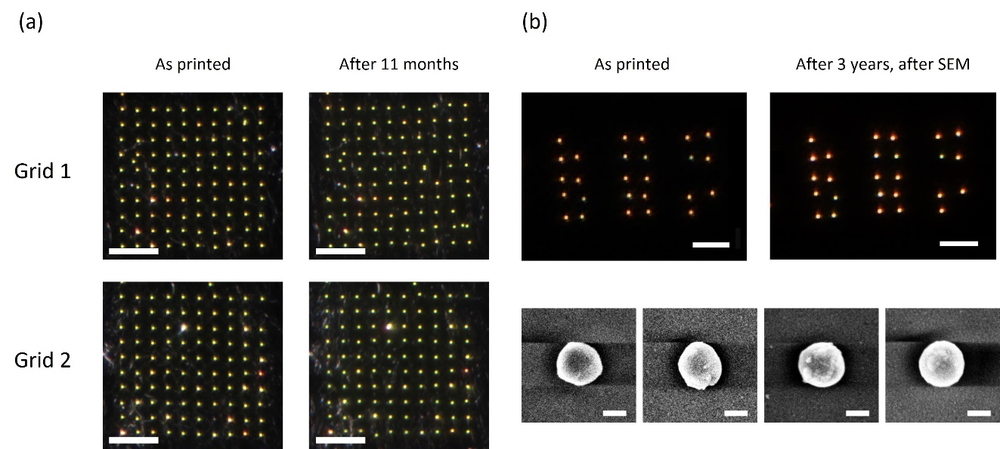 (a)
(b)
As printed
After 11 months
As printed
After 3 years, after SEM
Grid 1
Grid 2